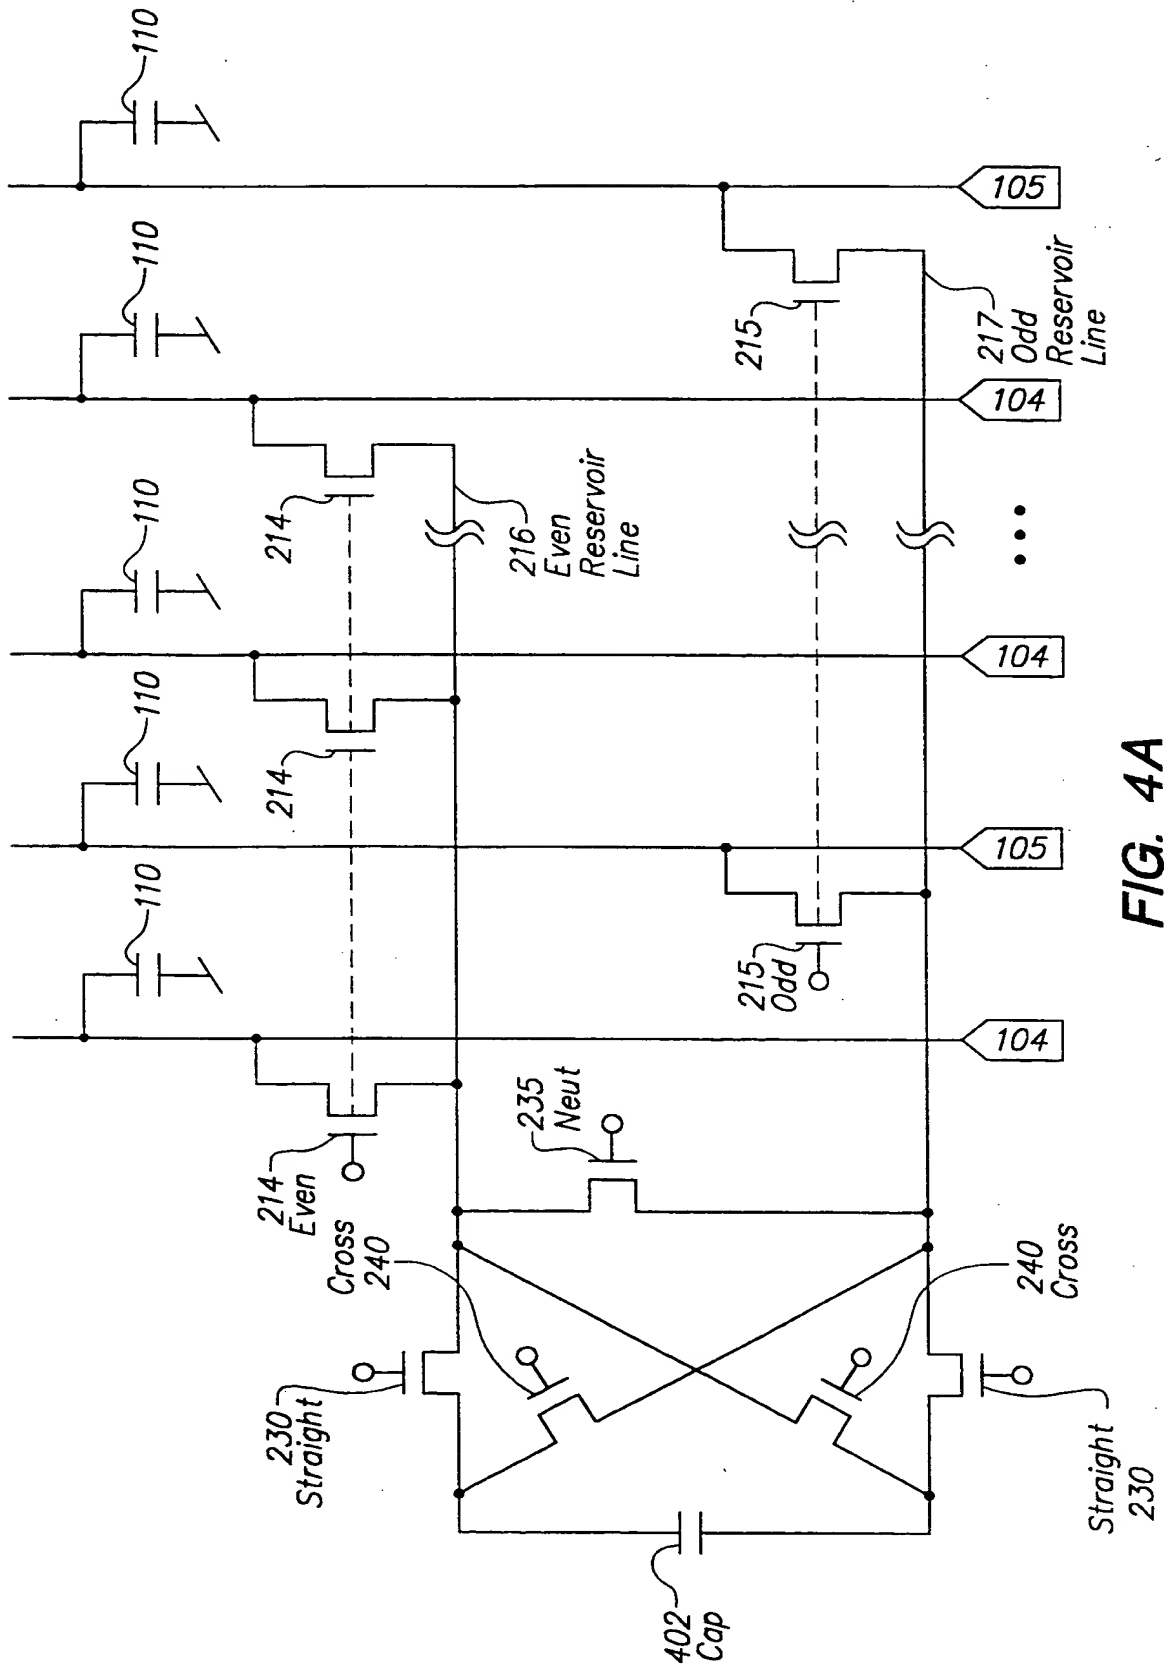 110
110
110
110
110
214
Even
214
214
216
Even
Reservoir
Line
Cross
240
230
Straight
235
Neut
215
Odd
215
217
Odd
Reservoir
Line
240
Cross
Straight
230
402
Cap
104
105
104
104
105
...
FIG. 4A